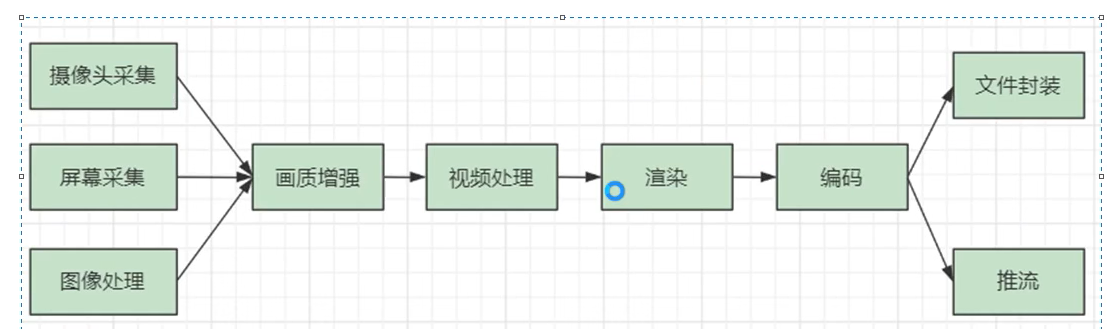 摄像头采集
屏幕采集
图像处理
画质增强
视频处理
渲染
编码
文件封装
推流